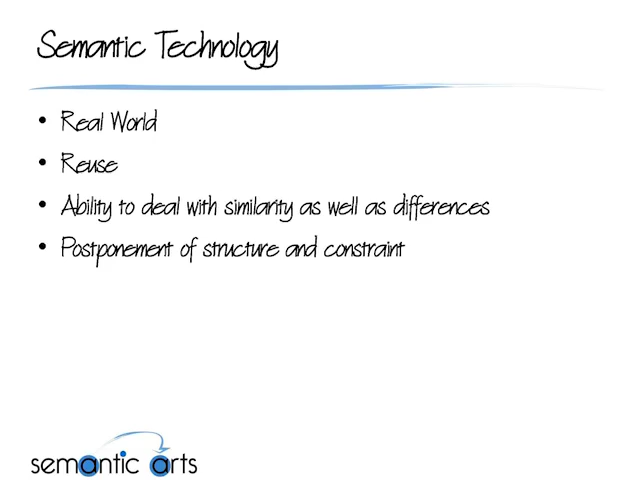 Semantic Technology
• Real World
• Reuse
• Ability to deal with similarity as well as differences
• Postponement of structure and constraint
semantic arts